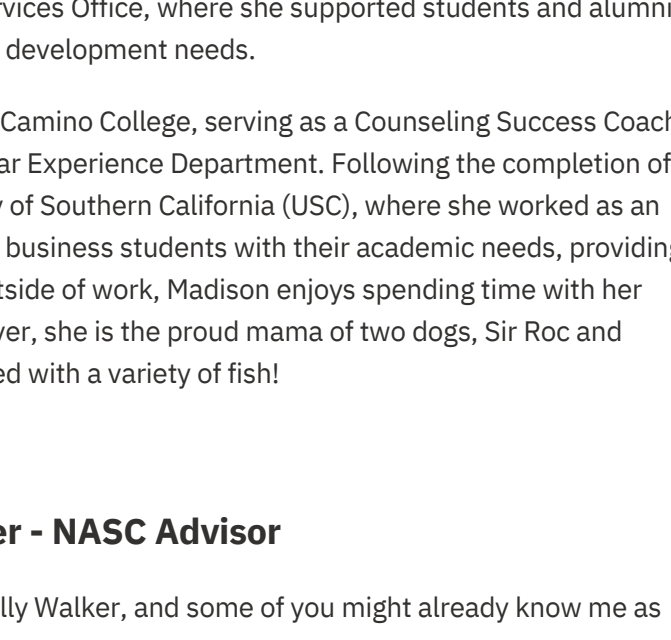 rvices Office, where she supported students and alumni
development needs.
Camino College, serving as a Counseling Success Coach
ar Experience Department. Following the completion of
y of Southern California (USC), where she worked as an
business students with their academic needs, providing
tside of work, Madison enjoys spending time with her
ver, she is the proud mama of two dogs, Sir Roc and
ed with a variety of fish!
er - NASC Advisor
lly Walker, and some of you might already know me as